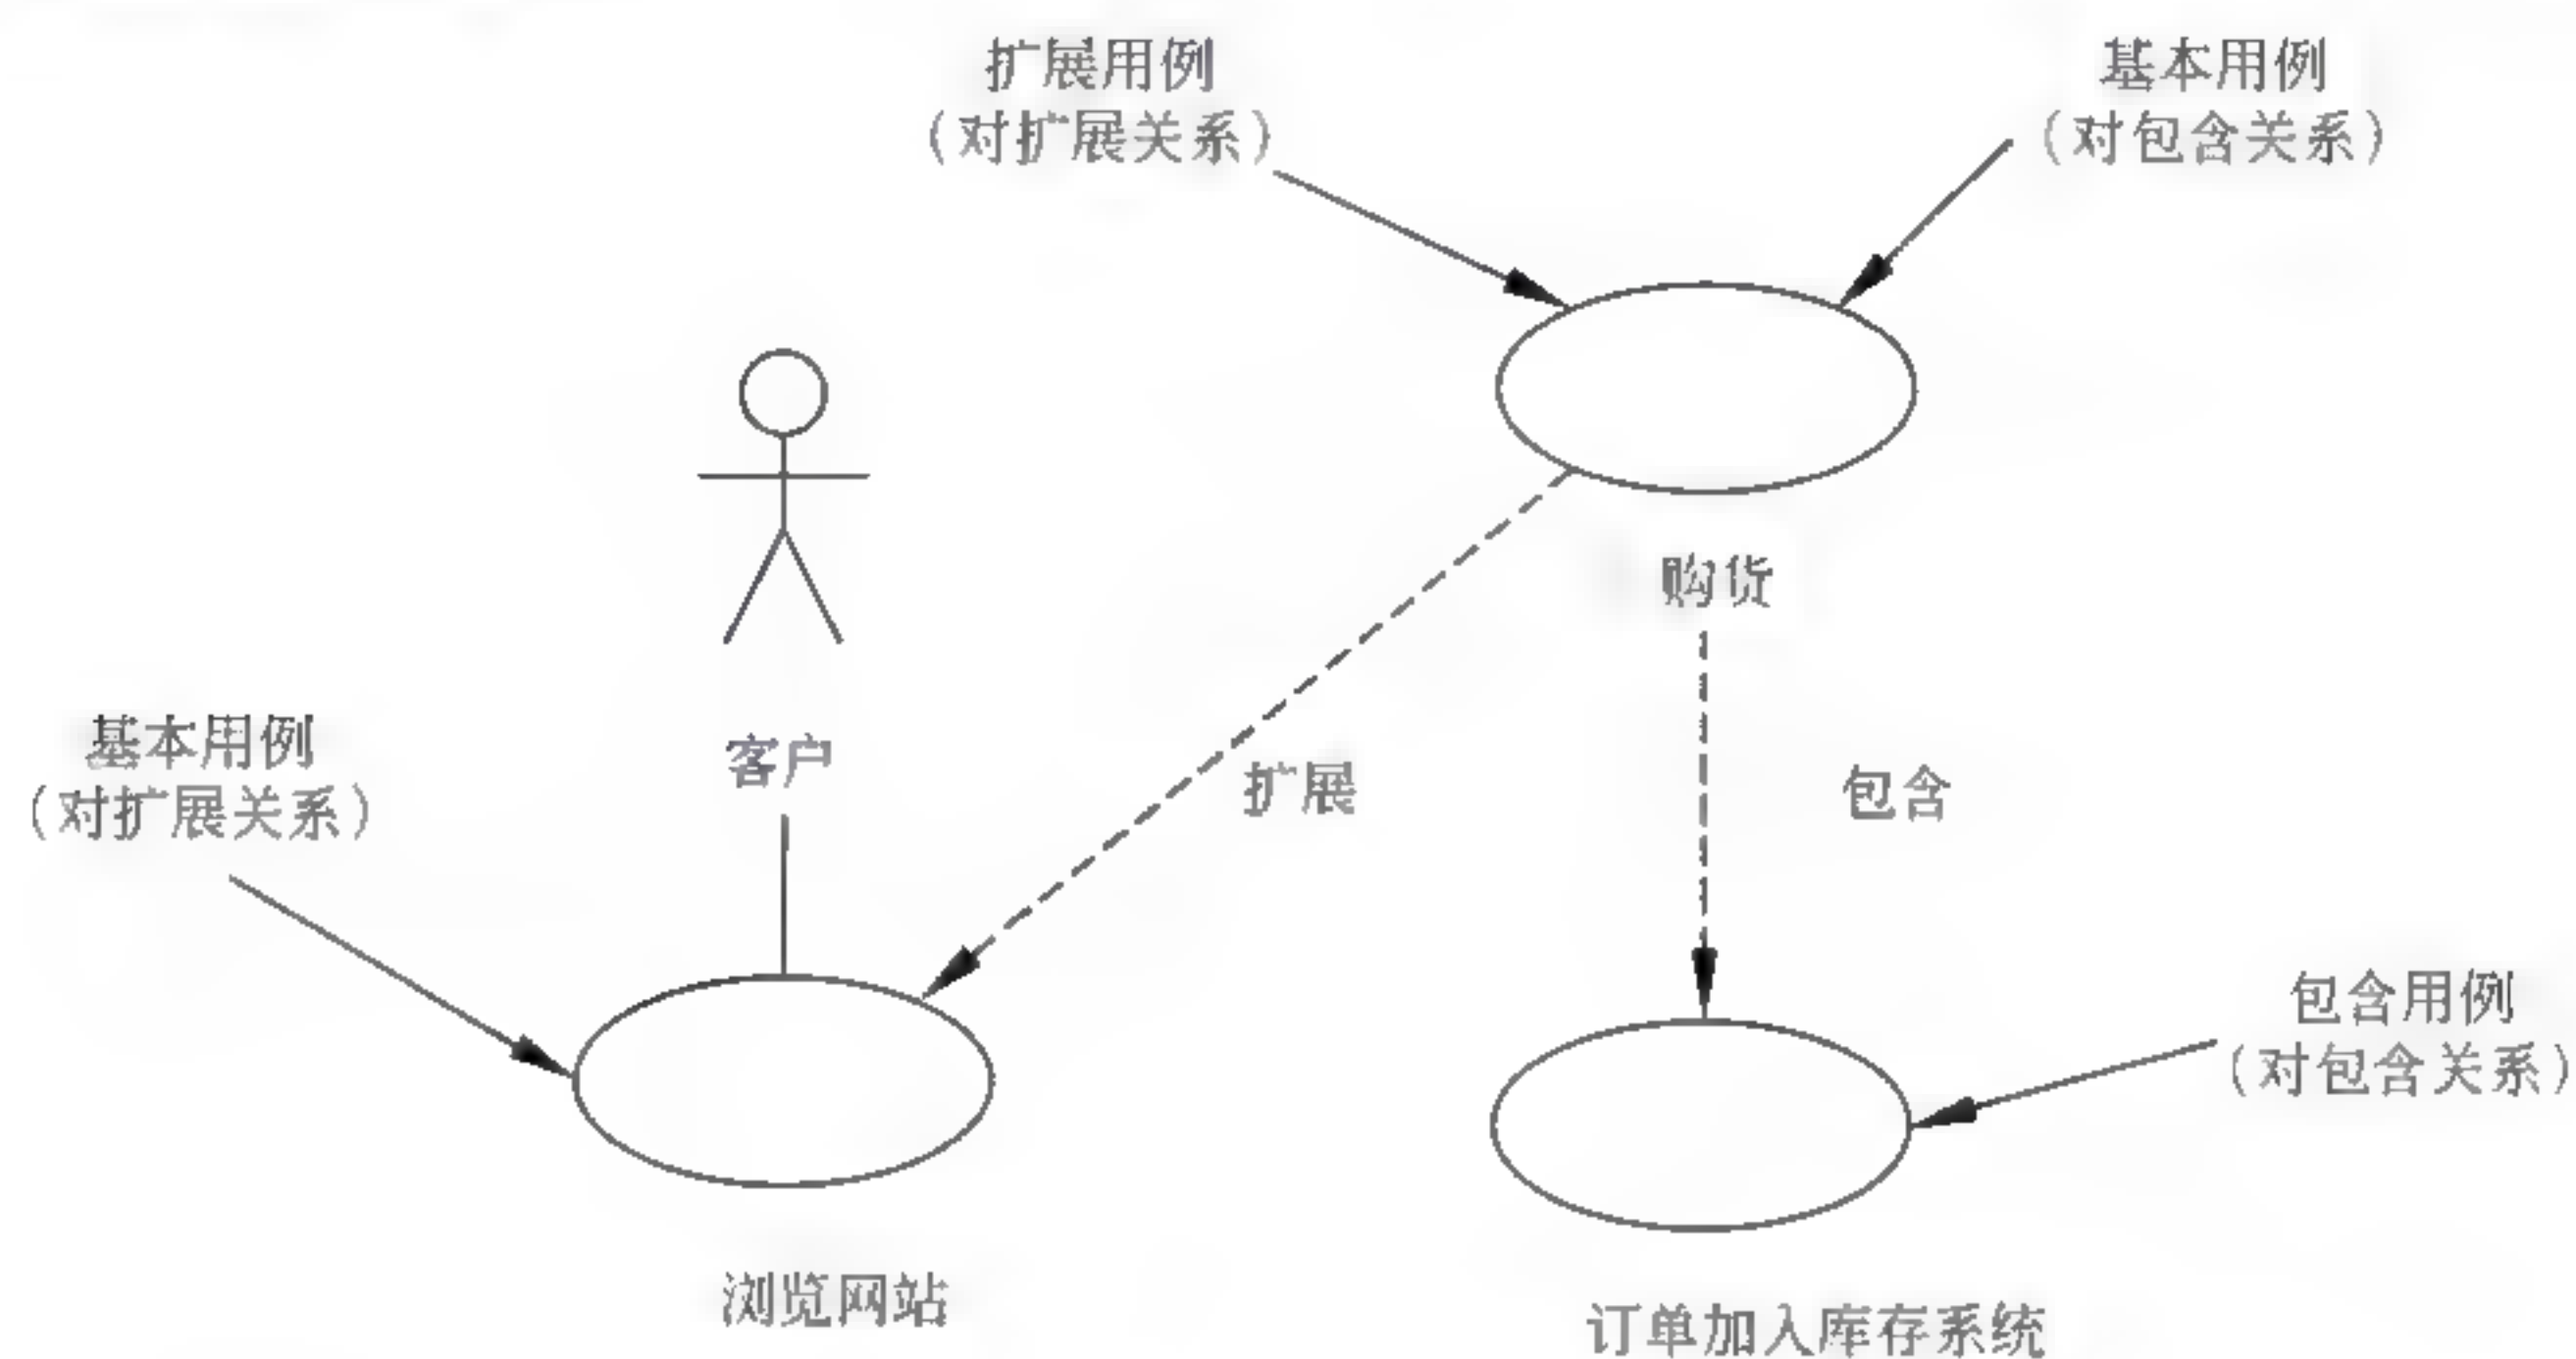 扩展用例
(对扩展关系)
基本用例
(对包含关系)
购货
基本用例
(对扩展关系)
客户
扩展
包含
包含用例
(对包含关系)
浏览网站
订单加入库存系统